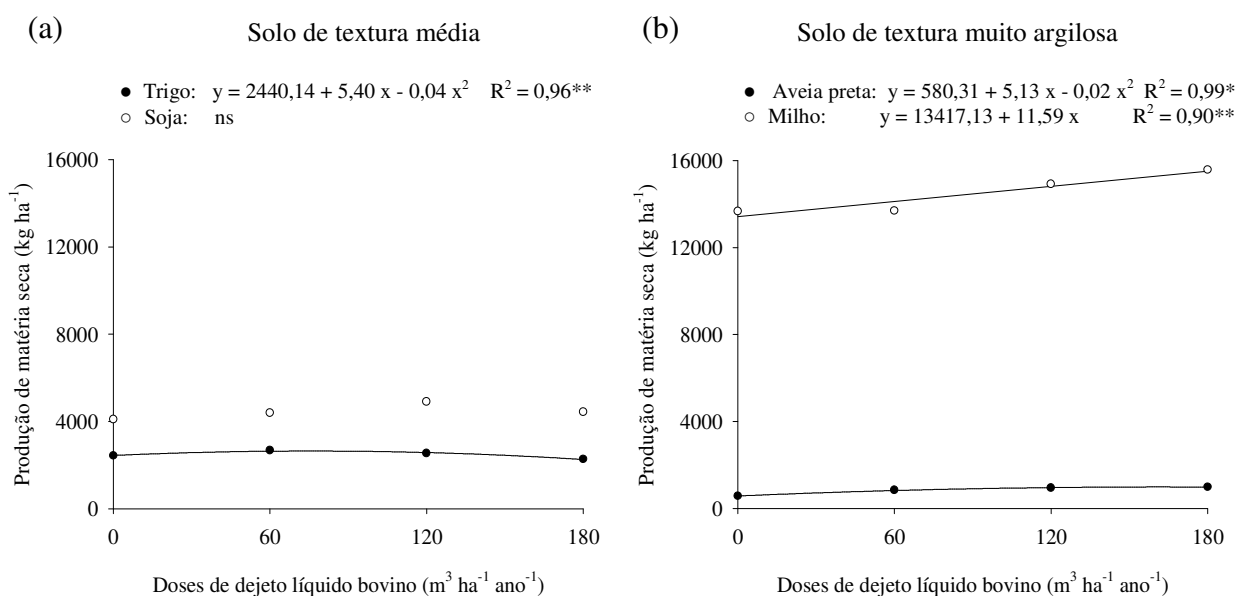 (a) Solo de textura média
● Trigo: y = 2440,14 + 5,40 x - 0,04 x² R² = 0,96**
○ Soja: ns
Produção de matéria seca (kg ha⁻¹)
16000
12000
8000
4000
0
0 60 120 180
Doses de dejeto líquido bovino (m³ ha⁻¹ ano⁻¹)
(b) Solo de textura muito argilosa
● Aveia preta: y = 580,31 + 5,13 x - 0,02 x² R² = 0,99*
○ Milho: y = 13417,13 + 11,59 x R² = 0,90**
Produção de matéria seca (kg ha⁻¹)
16000
12000
8000
4000
0
0 60 120 180
Doses de dejeto líquido bovino (m³ ha⁻¹ ano⁻¹)